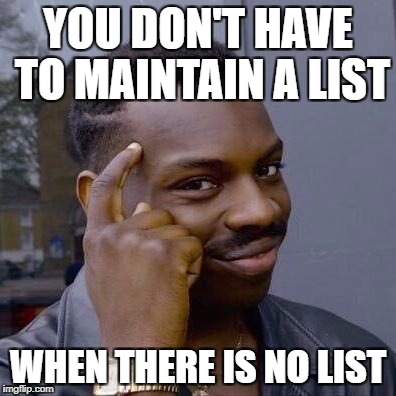 YOU DON'T HAVE
TO MAINTAIN A LIST
WHEN THERE IS NO LIST
imgflip.com